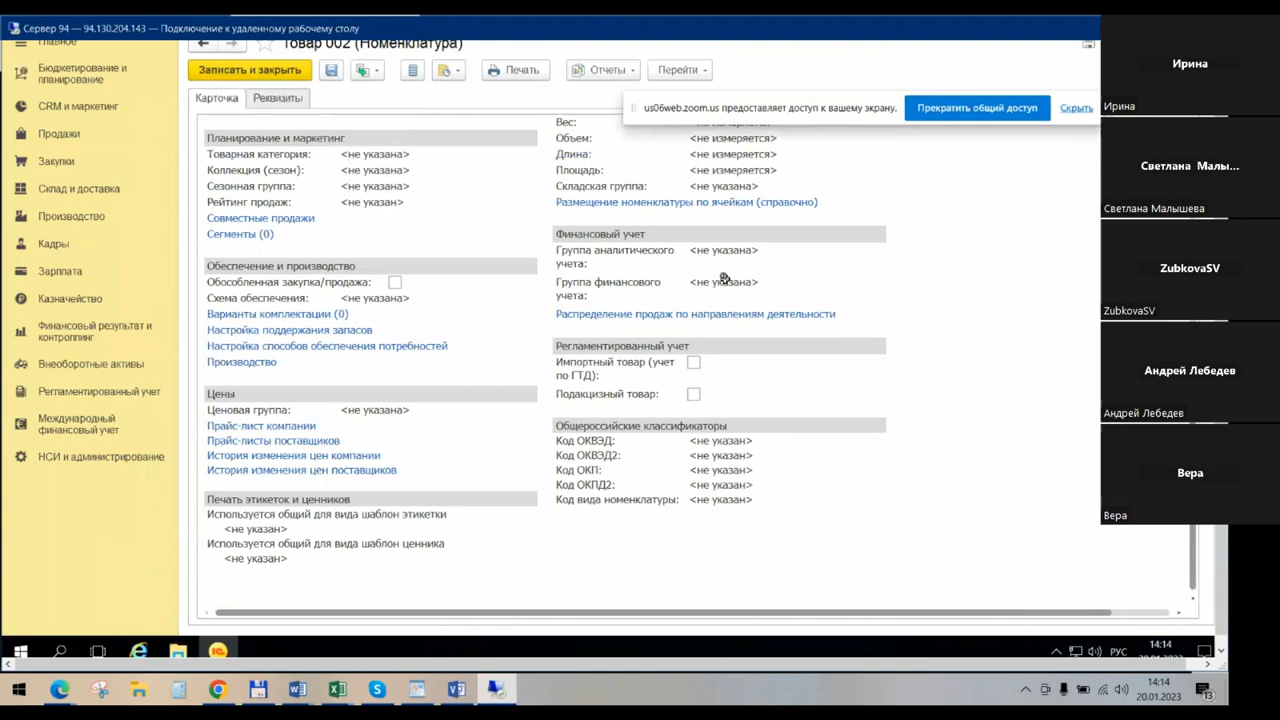 Сервер 94 — 94.130.204.143 — Подключение к удаленному рабочему столу
Главное
Бюджетирование и
планирование
CRM и маркетинг
Продажи
Закупки
Склад и доставка
Производство
Кадры
Зарплата
Казначейство
Финансовый результат и
контроллинг
Внеоборотные активы
Регламентированный учет
Международный
финансовый учет
НСИ и администрирование
Товар 002 (Номенклатура)
Записать и закрыть
Печать
Отчеты
Перейти
Карточка
Реквизиты
us06web.zoom.us предоставляет доступ к вашему экрану.
Прекратить общий доступ
Скрыть
Планирование и маркетинг
Товарная категория: <не указана>
Коллекция (сезон): <не указана>
Сезонная группа: <не указана>
Рейтинг продаж: <не указан>
Совместные продажи
Сегменты (0)
Обеспечение и производство
Обособленная закупка/продажа:
Схема обеспечения: <не указана>
Варианты комплектации (0)
Настройка поддержания запасов
Настройка способов обеспечения потребностей
Производство
Цены
Ценовая группа: <не указана>
Прайс-лист компании
Прайс-листы поставщиков
История изменения цен компании
История изменения цен поставщиков
Печать этикеток и ценников
Используется общий для вида шаблон этикетки
<не указан>
Используется общий для вида шаблон ценника
<не указан>
Вес:
Объем: <не измеряется>
Длина: <не измеряется>
Площадь: <не измеряется>
Складская группа: <не указана>
Размещение номенклатуры по ячейкам (справочно)
Финансовый учет
Группа аналитического <не указана>
учета:
Группа финансового <не указана>
учета:
Распределение продаж по направлениям деятельности
Регламентированный учет
Импортный товар (учет
по ГТД):
Подакцизный товар:
Общероссийские классификаторы
Код ОКВЭД: <не указан>
Код ОКВЭД2: <не указан>
Код ОКП: <не указан>
Код ОКПД2: <не указан>
Код вида номенклатуры: <не указан>
Ирина
Ирина
Светлана Малы...
Светлана Малышева
ZubkovaSV
ZubkovaSV
Андрей Лебедев
Андрей Лебедев
Вера
Вера
РУС
14:14
14:14
20.01.2023
13